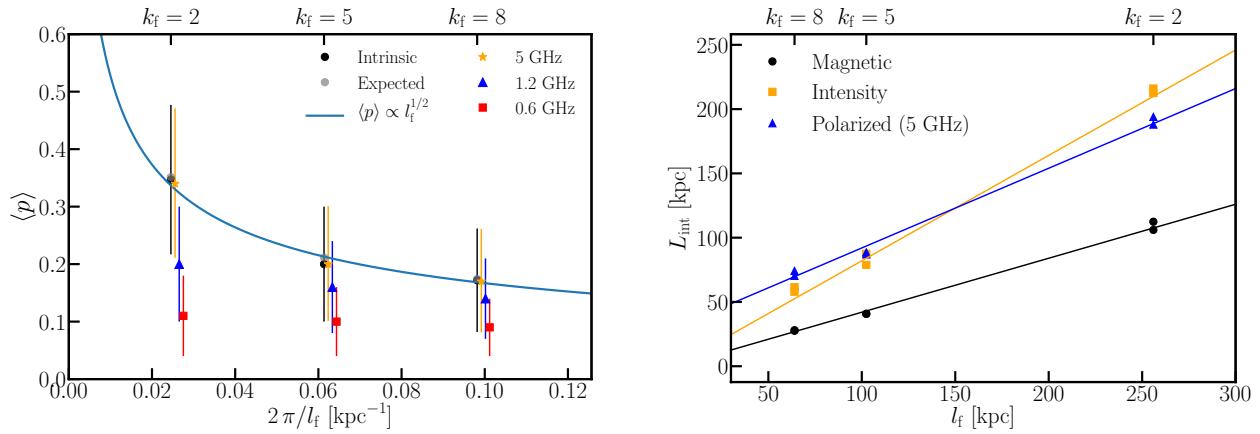 k_f = 2 k_f = 5 k_f = 8
0.6
0.5
0.4
0.3
0.2
0.1
0.0
⟨p⟩
Intrinsic
Expected
⟨p⟩ ∝ l_f^{1/2}
5 GHz
1.2 GHz
0.6 GHz
0.00 0.02 0.04 0.06 0.08 0.10 0.12
2 π/l_f [kpc⁻¹]
k_f = 8 k_f = 5 k_f = 2
250
200
150
100
50
0
L_int [kpc]
Magnetic
Intensity
Polarized (5 GHz)
50 100 150 200 250 300
l_f [kpc]